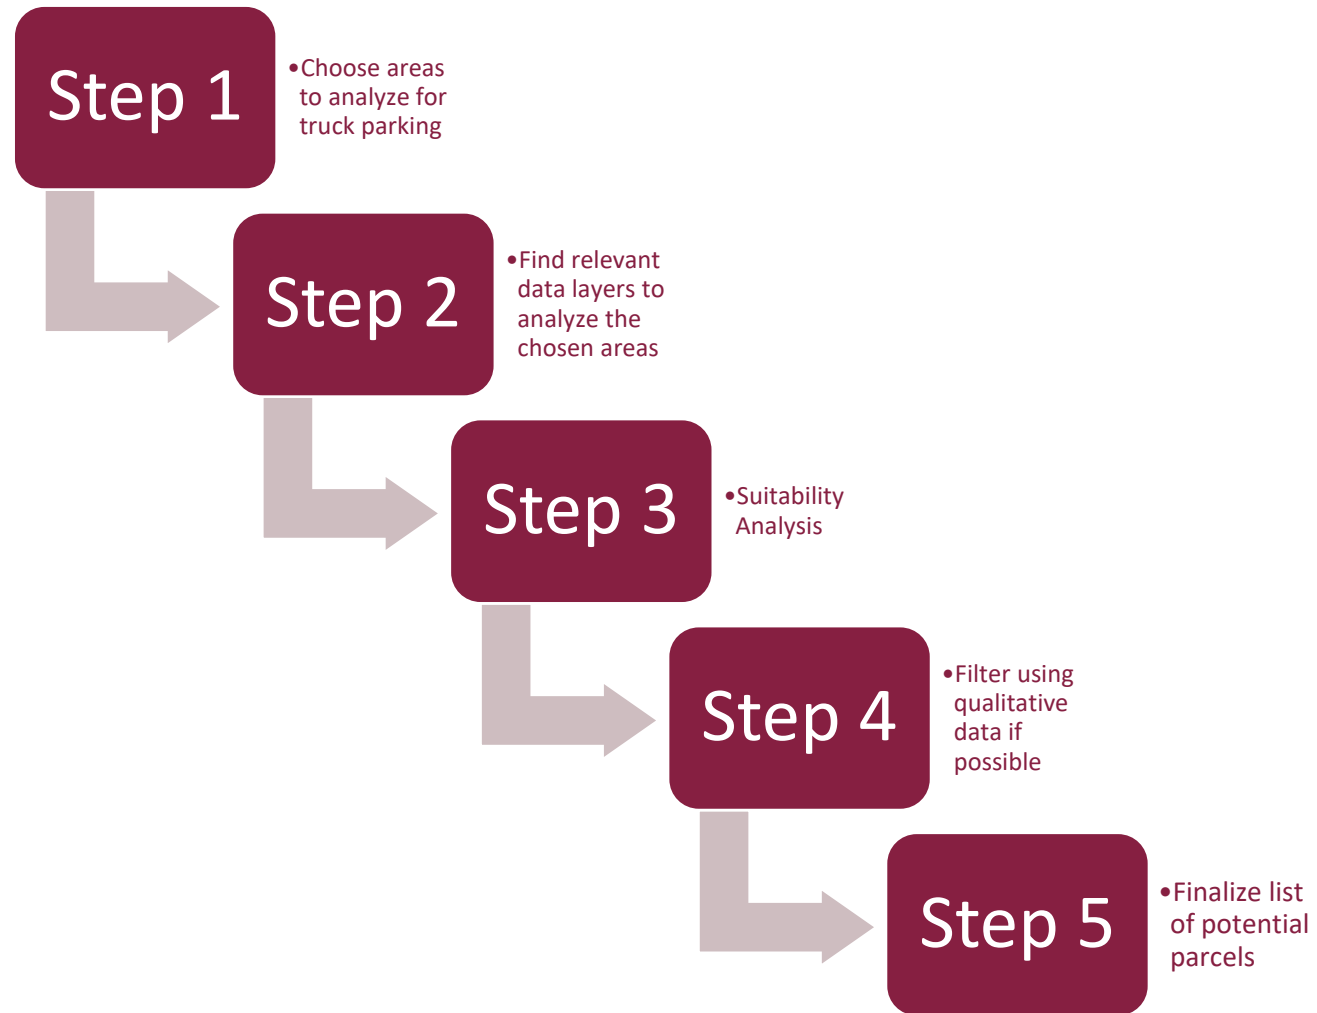 Step 1
•Choose areas
to analyze for
truck parking
Step 2
•Find relevant
data layers to
analyze the
chosen areas
Step 3
•Suitability
Analysis
Step 4
•Filter using
qualitative
data if
possible
Step 5
•Finalize list
of potential
parcels